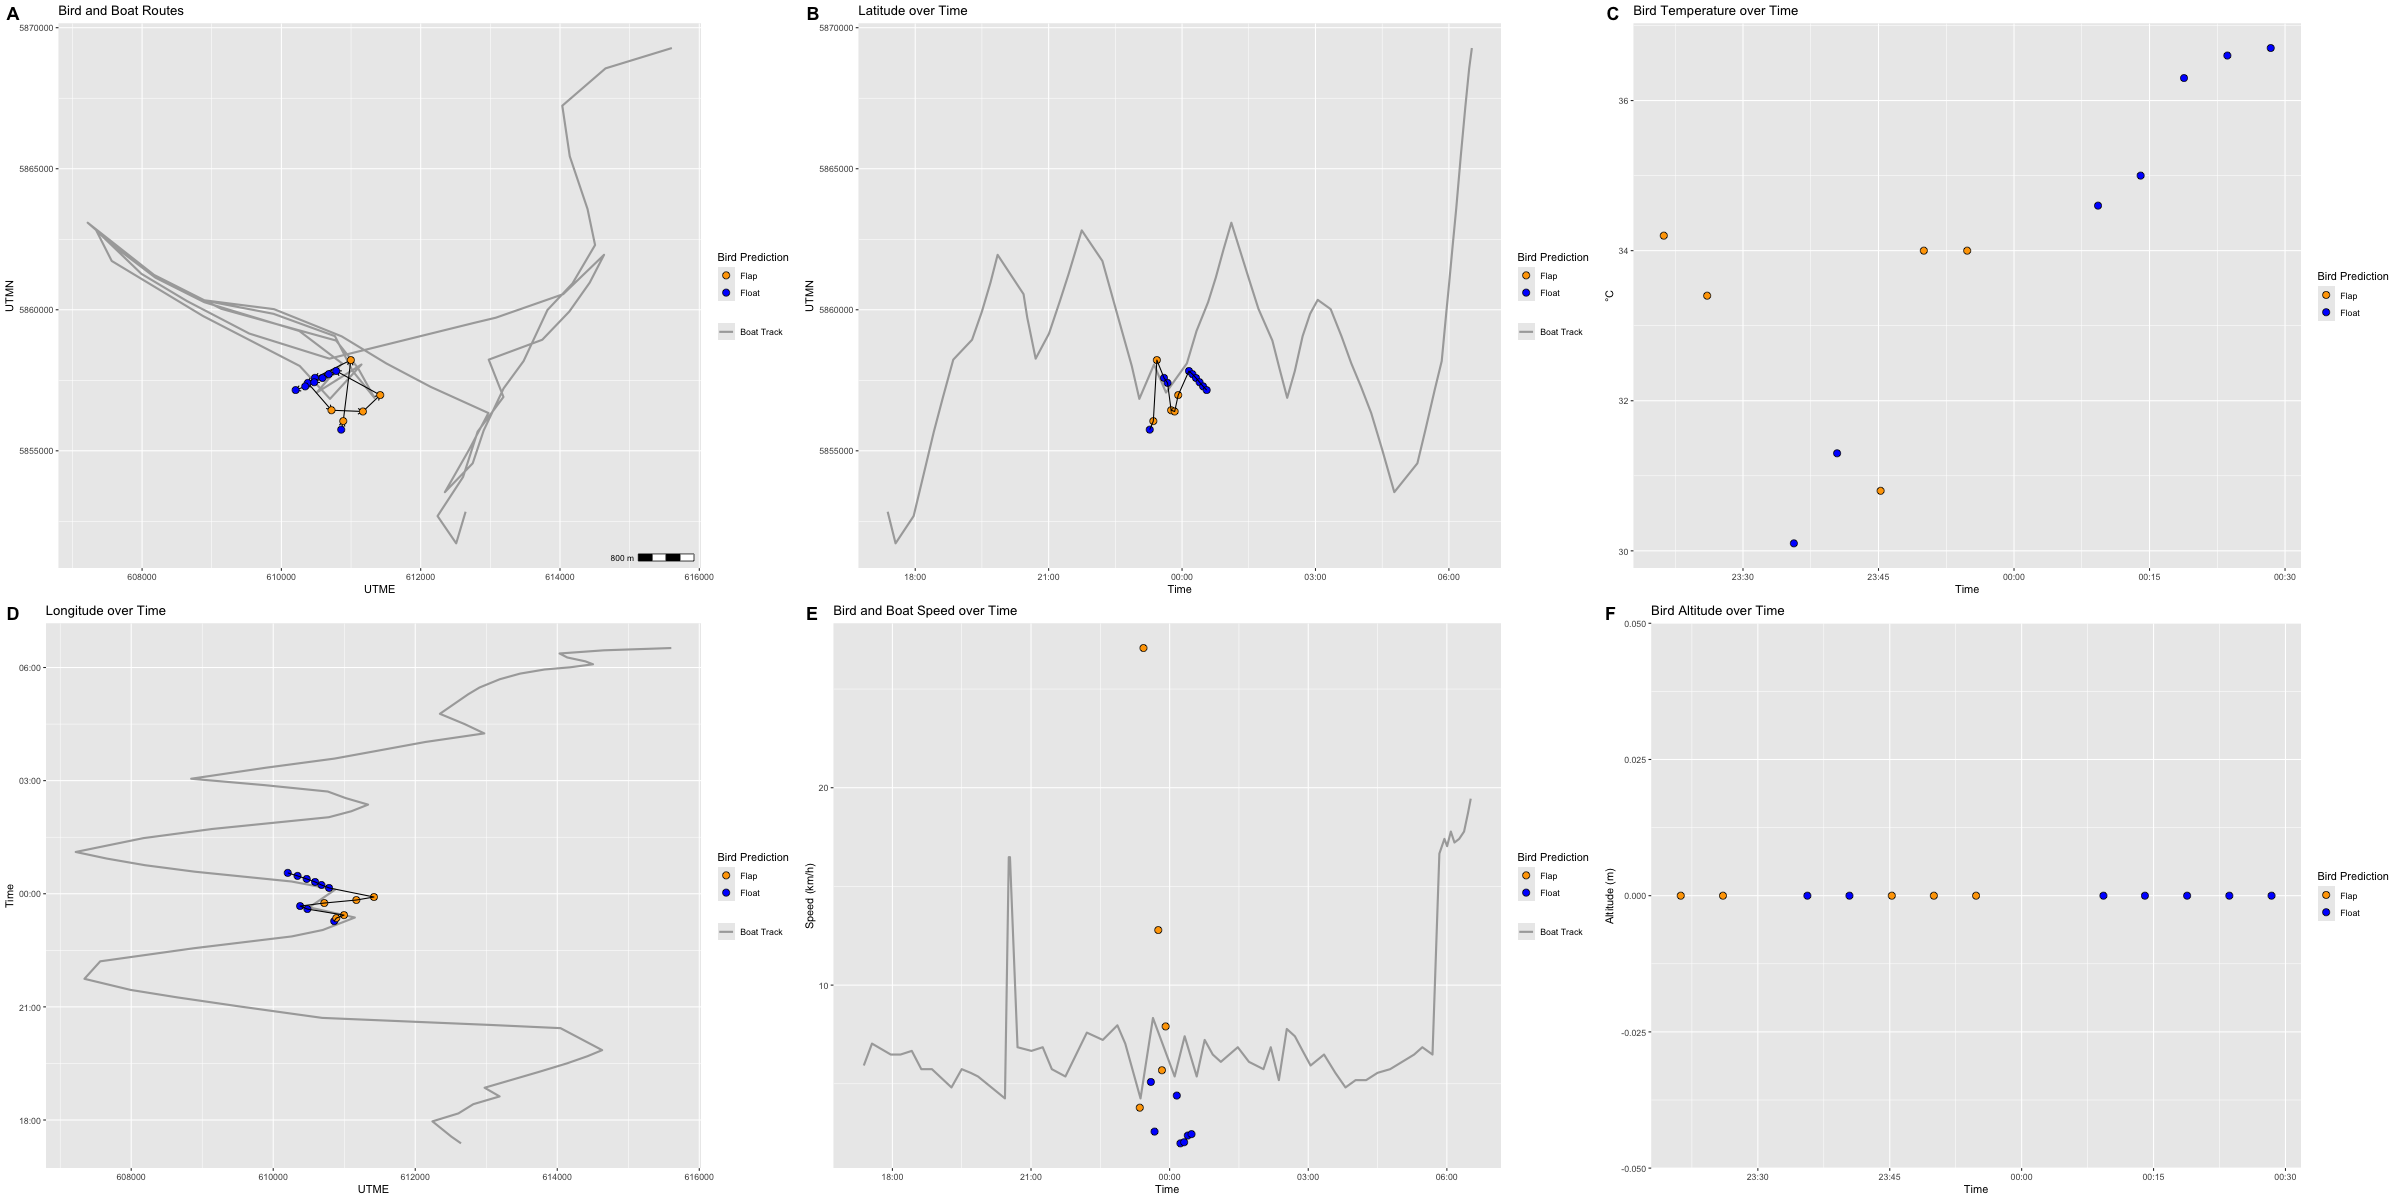 A Bird and Boat Routes
5870000
5865000
5860000
5855000
UTMN
608000 610000 612000 614000 616000
UTME
800 m
Bird Prediction
Flap
Float
Boat Track
B Latitude over Time
5870000
5865000
5860000
5855000
UTMN
18:00 21:00 00:00 03:00 06:00
Time
Bird Prediction
Flap
Float
Boat Track
C Bird Temperature over Time
36
34
32
30
°C
23:30 23:45 00:00 00:15 00:30
Time
Bird Prediction
Flap
Float
D Longitude over Time
06:00
03:00
00:00
21:00
18:00
Time
608000 610000 612000 614000 616000
UTME
Bird Prediction
Flap
Float
Boat Track
E Bird and Boat Speed over Time
20
10
Speed (km/h)
18:00 21:00 00:00 03:00 06:00
Time
Bird Prediction
Flap
Float
Boat Track
F Bird Altitude over Time
0.050
0.025
0.000
-0.025
-0.050
Altitude (m)
23:30 23:45 00:00 00:15 00:30
Time
Bird Prediction
Flap
Float